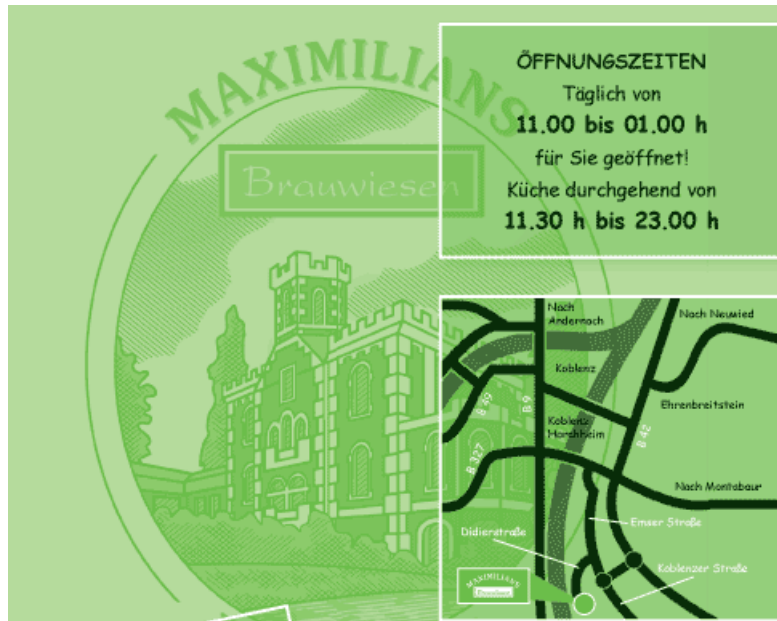 MAXIMILIANS
Brauwiesen
ÖFFNUNGSZEITEN
Täglich von
11.00 bis 01.00 h
für Sie geöffnet!
Küche durchgehend von
11.30 h bis 23.00 h
Nach
Andernach
Nach Neuwied
Koblenz
B 49
B 9
Ehrenbreitstein
Koblenz
Horchheim
B 42
B 327
Nach Montabaur
Emser Straße
Didierstraße
Koblenzer Straße
MAXIMILIANS
Brauwiesen